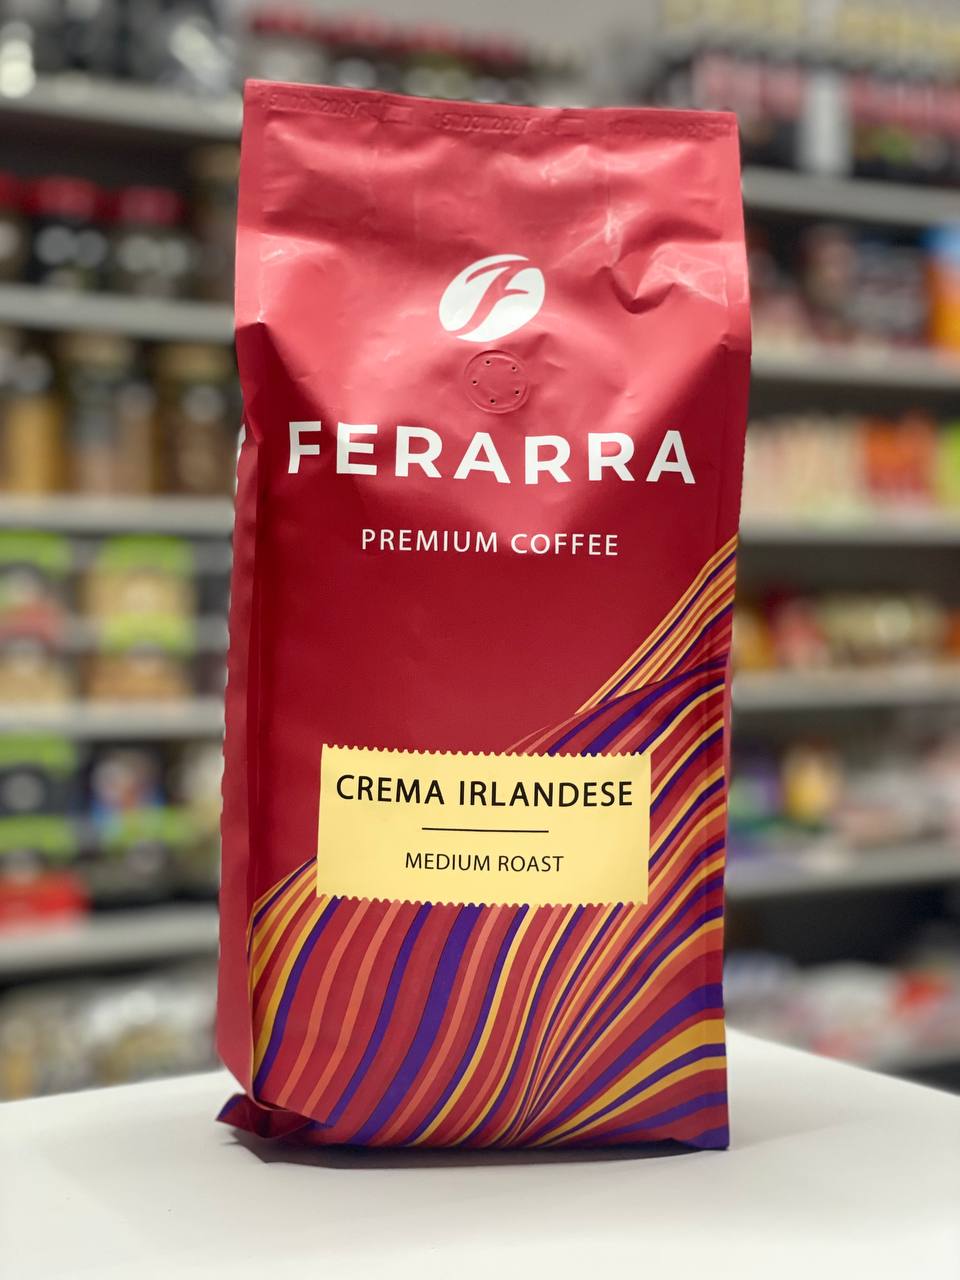 FERARRA
PREMIUM COFFEE
CREMA IRLANDESE
MEDIUM ROAST